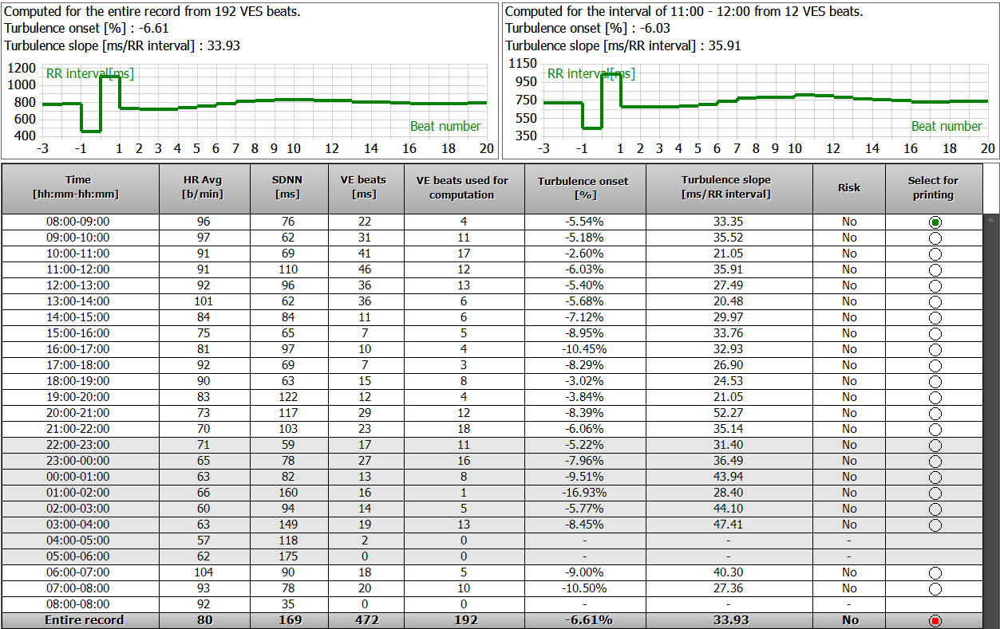 Computed for the entire record from 192 VES beats.
Turbulence onset [%] : -6.61
Turbulence slope [ms/RR interval] : 33.93
1200
1000
800
600
400
RR interval[ms]
Beat number
-3 -1 1 2 3 4 5 6 7 8 9 10 12 14 16 18 20
Computed for the interval of 11:00 - 12:00 from 12 VES beats.
Turbulence onset [%] : -6.03
Turbulence slope [ms/RR interval] : 35.91
1150
950
750
550
350
RR interval[ms]
Beat number
-3 -1 1 2 3 4 5 6 7 8 9 10 12 14 16 18 20
Time [hh:mm-hh:mm] HR Avg [b/min] SDNN [ms] VE beats [ms] VE beats used for computation Turbulence onset [%] Turbulence slope [ms/RR interval] Risk Select for printing
08:00-09:00 96 76 22 4 -5.54% 33.35 No
09:00-10:00 97 62 31 11 -5.18% 35.52 No
10:00-11:00 91 69 41 17 -2.60% 21.05 No
11:00-12:00 91 110 46 12 -6.03% 35.91 No
12:00-13:00 92 96 36 13 -5.40% 27.49 No
13:00-14:00 101 62 36 6 -5.68% 20.48 No
14:00-15:00 84 84 11 6 -7.12% 29.97 No
15:00-16:00 75 65 7 5 -8.95% 33.76 No
16:00-17:00 81 97 10 4 -10.45% 32.93 No
17:00-18:00 92 69 7 3 -8.29% 26.90 No
18:00-19:00 90 63 15 8 -3.02% 24.53 No
19:00-20:00 83 122 12 4 -3.84% 21.05 No
20:00-21:00 73 117 29 12 -8.39% 52.27 No
21:00-22:00 70 103 23 18 -6.06% 35.14 No
22:00-23:00 71 59 17 11 -5.22% 31.40 No
23:00-00:00 65 78 27 16 -7.96% 36.49 No
00:00-01:00 63 82 13 8 -9.51% 43.94 No
01:00-02:00 66 160 16 1 -16.93% 28.40 No
02:00-03:00 60 94 14 5 -5.77% 44.10 No
03:00-04:00 63 149 19 13 -8.45% 47.41 No
04:00-05:00 57 118 2 0 - - -
05:00-06:00 62 175 0 0 - - -
06:00-07:00 104 90 18 5 -9.00% 40.30 No
07:00-08:00 93 78 20 10 -10.50% 27.36 No
08:00-08:00 92 35 0 0 - - -
Entire record 80 169 472 192 -6.61% 33.93 No